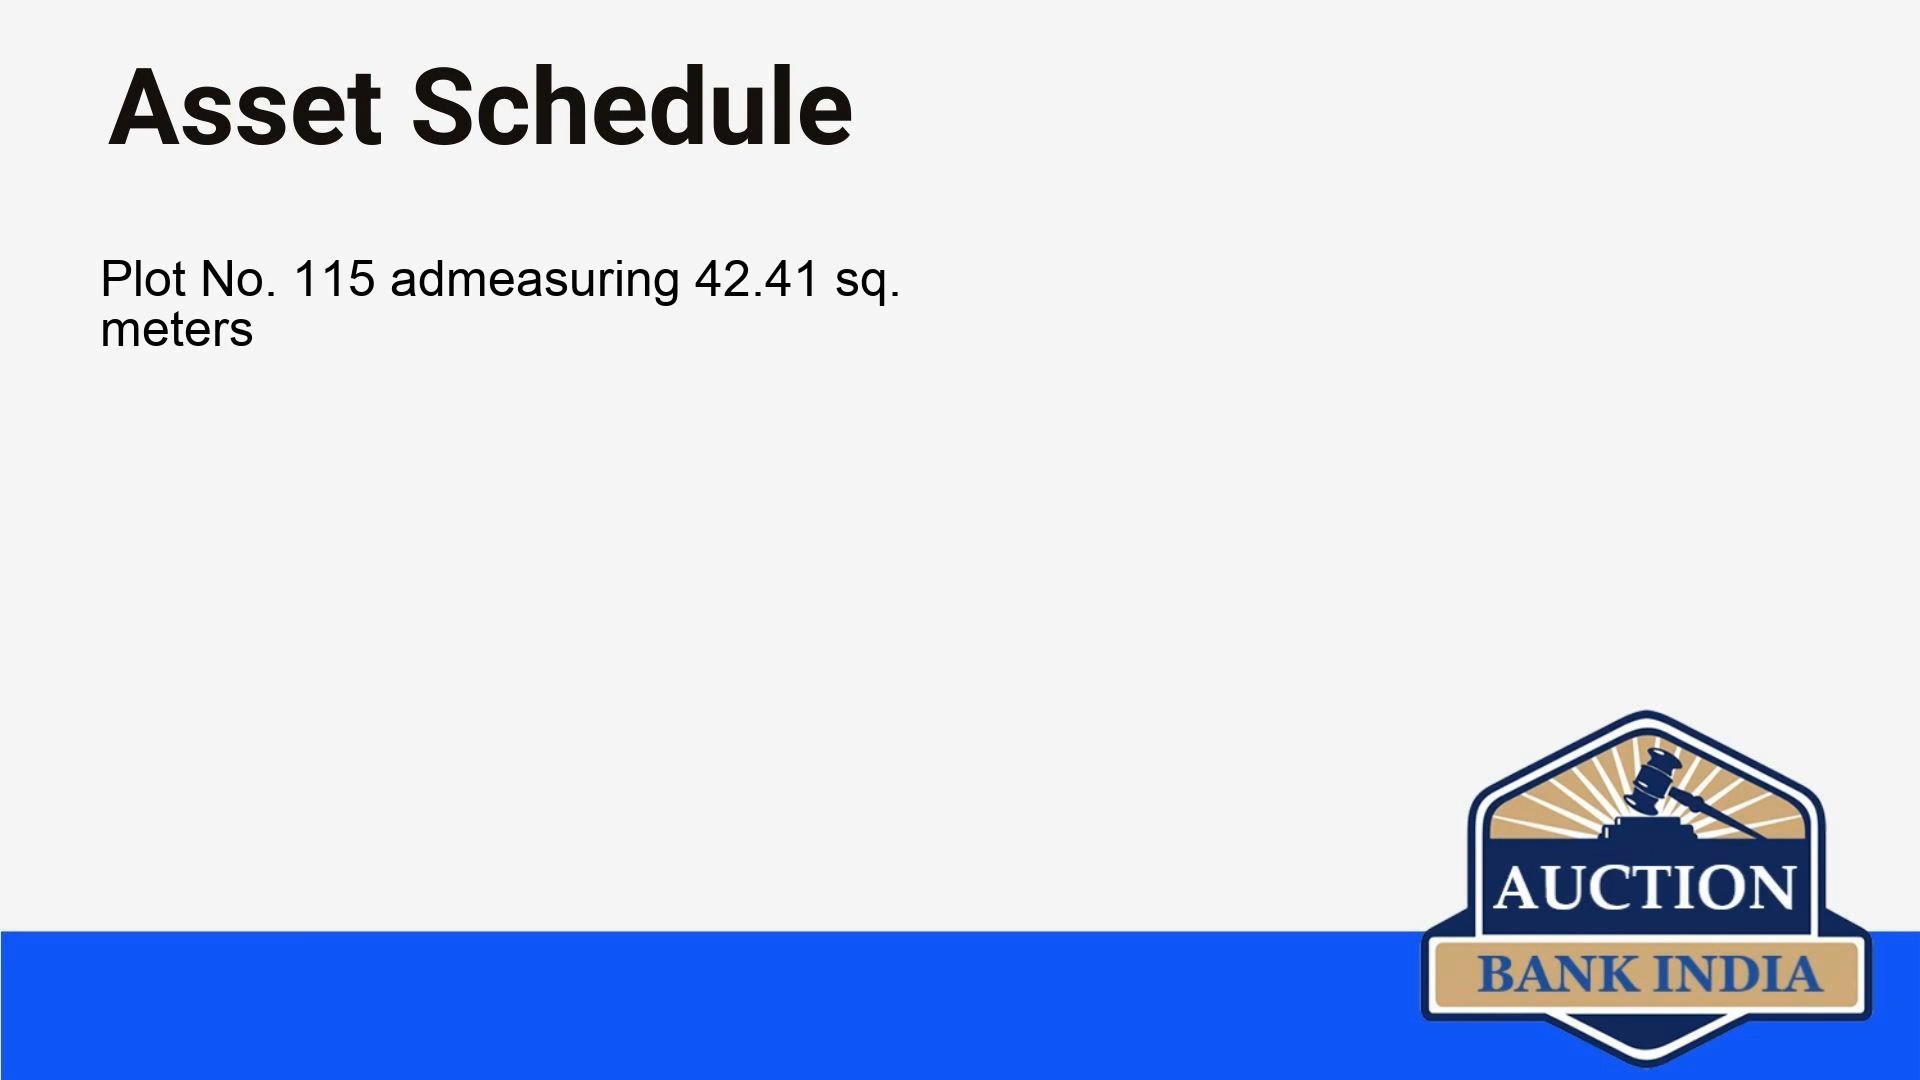 Asset Schedule
Plot No. 115 admeasuring 42.41 sq.
meters
AUCTION
BANK INDIA